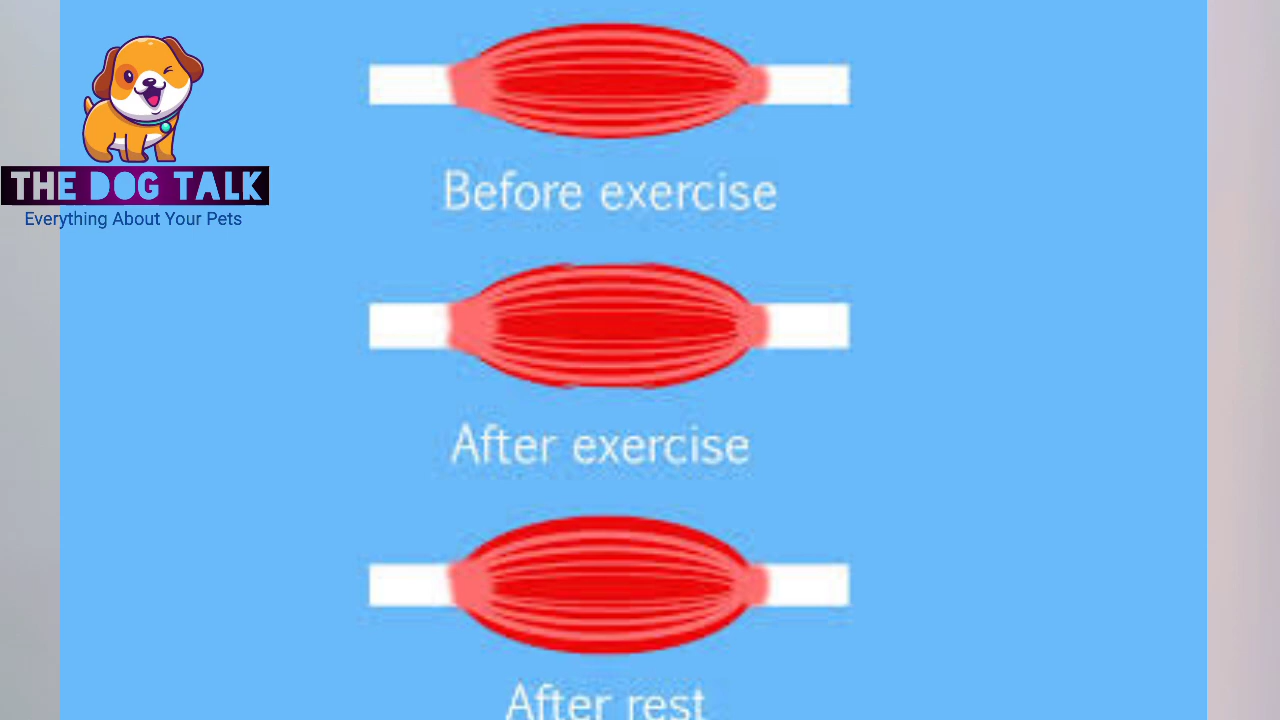 THE DOG TALK
Everything About Your Pets
Before exercise
After exercise
After rest